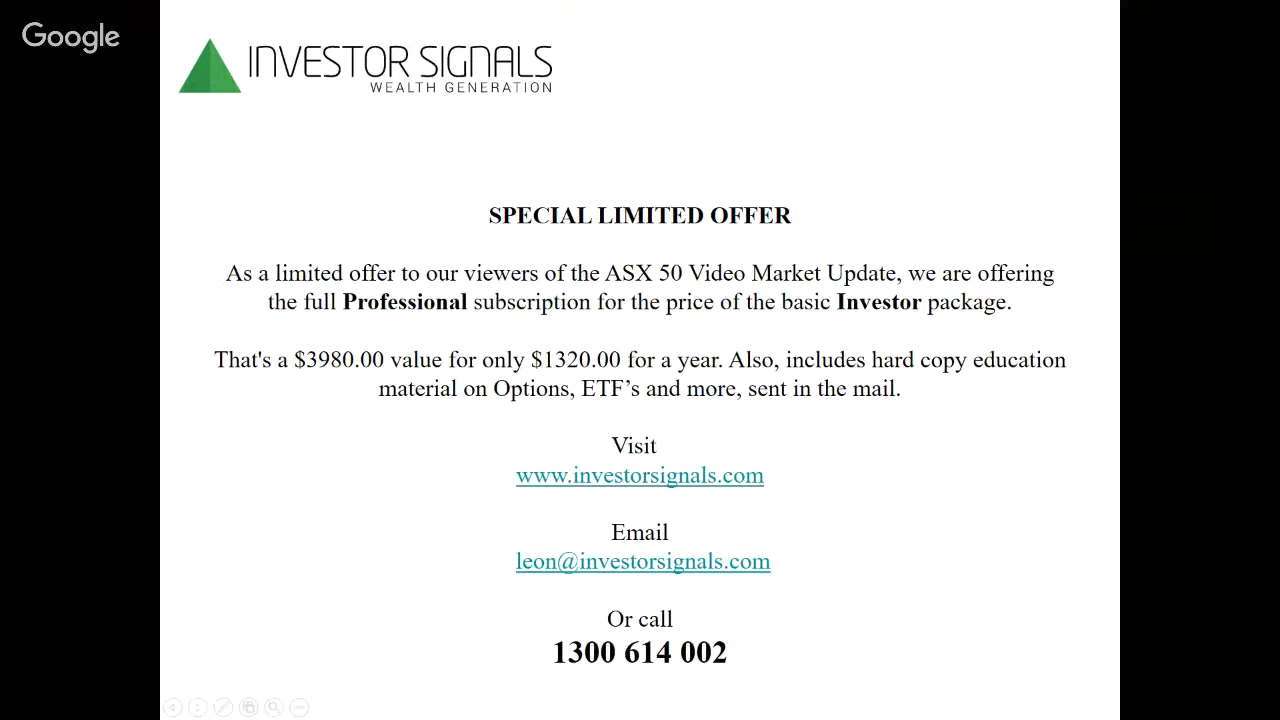 Google
INVESTOR SIGNALS
WEALTH GENERATION
SPECIAL LIMITED OFFER
As a limited offer to our viewers of the ASX 50 Video Market Update, we are offering
the full Professional subscription for the price of the basic Investor package.
That's a $3980.00 value for only $1320.00 for a year. Also, includes hard copy education
material on Options, ETF’s and more, sent in the mail.
Visit
www.investorsignals.com
Email
leon@investorsignals.com
Or call
1300 614 002